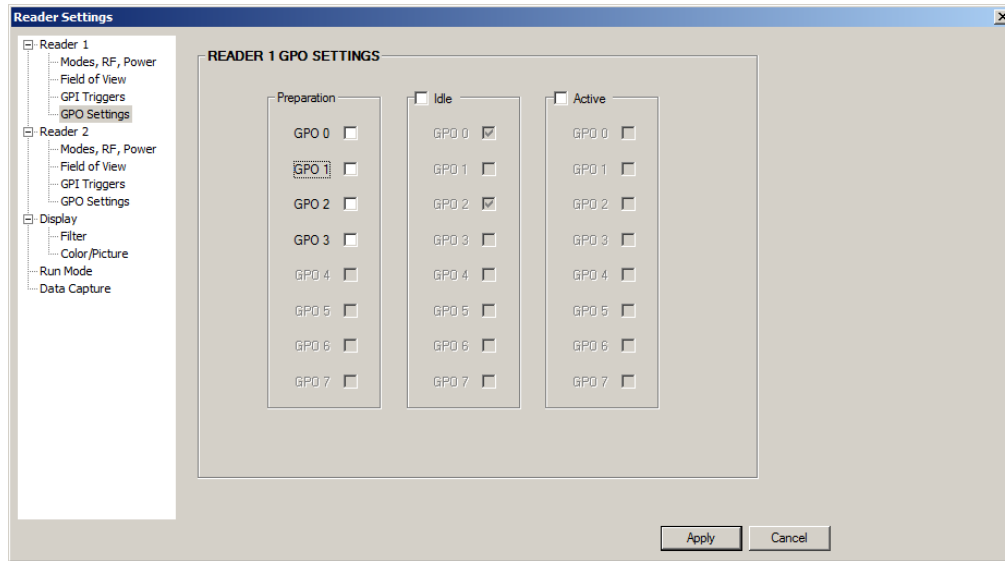 Reader Settings
Reader 1
Modes, RF, Power
Field of View
GPI Triggers
GPO Settings
Reader 2
Modes, RF, Power
Field of View
GPI Triggers
GPO Settings
Display
Filter
Color/Picture
Run Mode
Data Capture
READER 1 GPO SETTINGS
Preparation
GPO 0
GPO 1
GPO 2
GPO 3
GPO 4
GPO 5
GPO 6
GPO 7
Idle
GPO 0
GPO 1
GPO 2
GPO 3
GPO 4
GPO 5
GPO 6
GPO 7
Active
GPO 0
GPO 1
GPO 2
GPO 3
GPO 4
GPO 5
GPO 6
GPO 7
Apply
Cancel